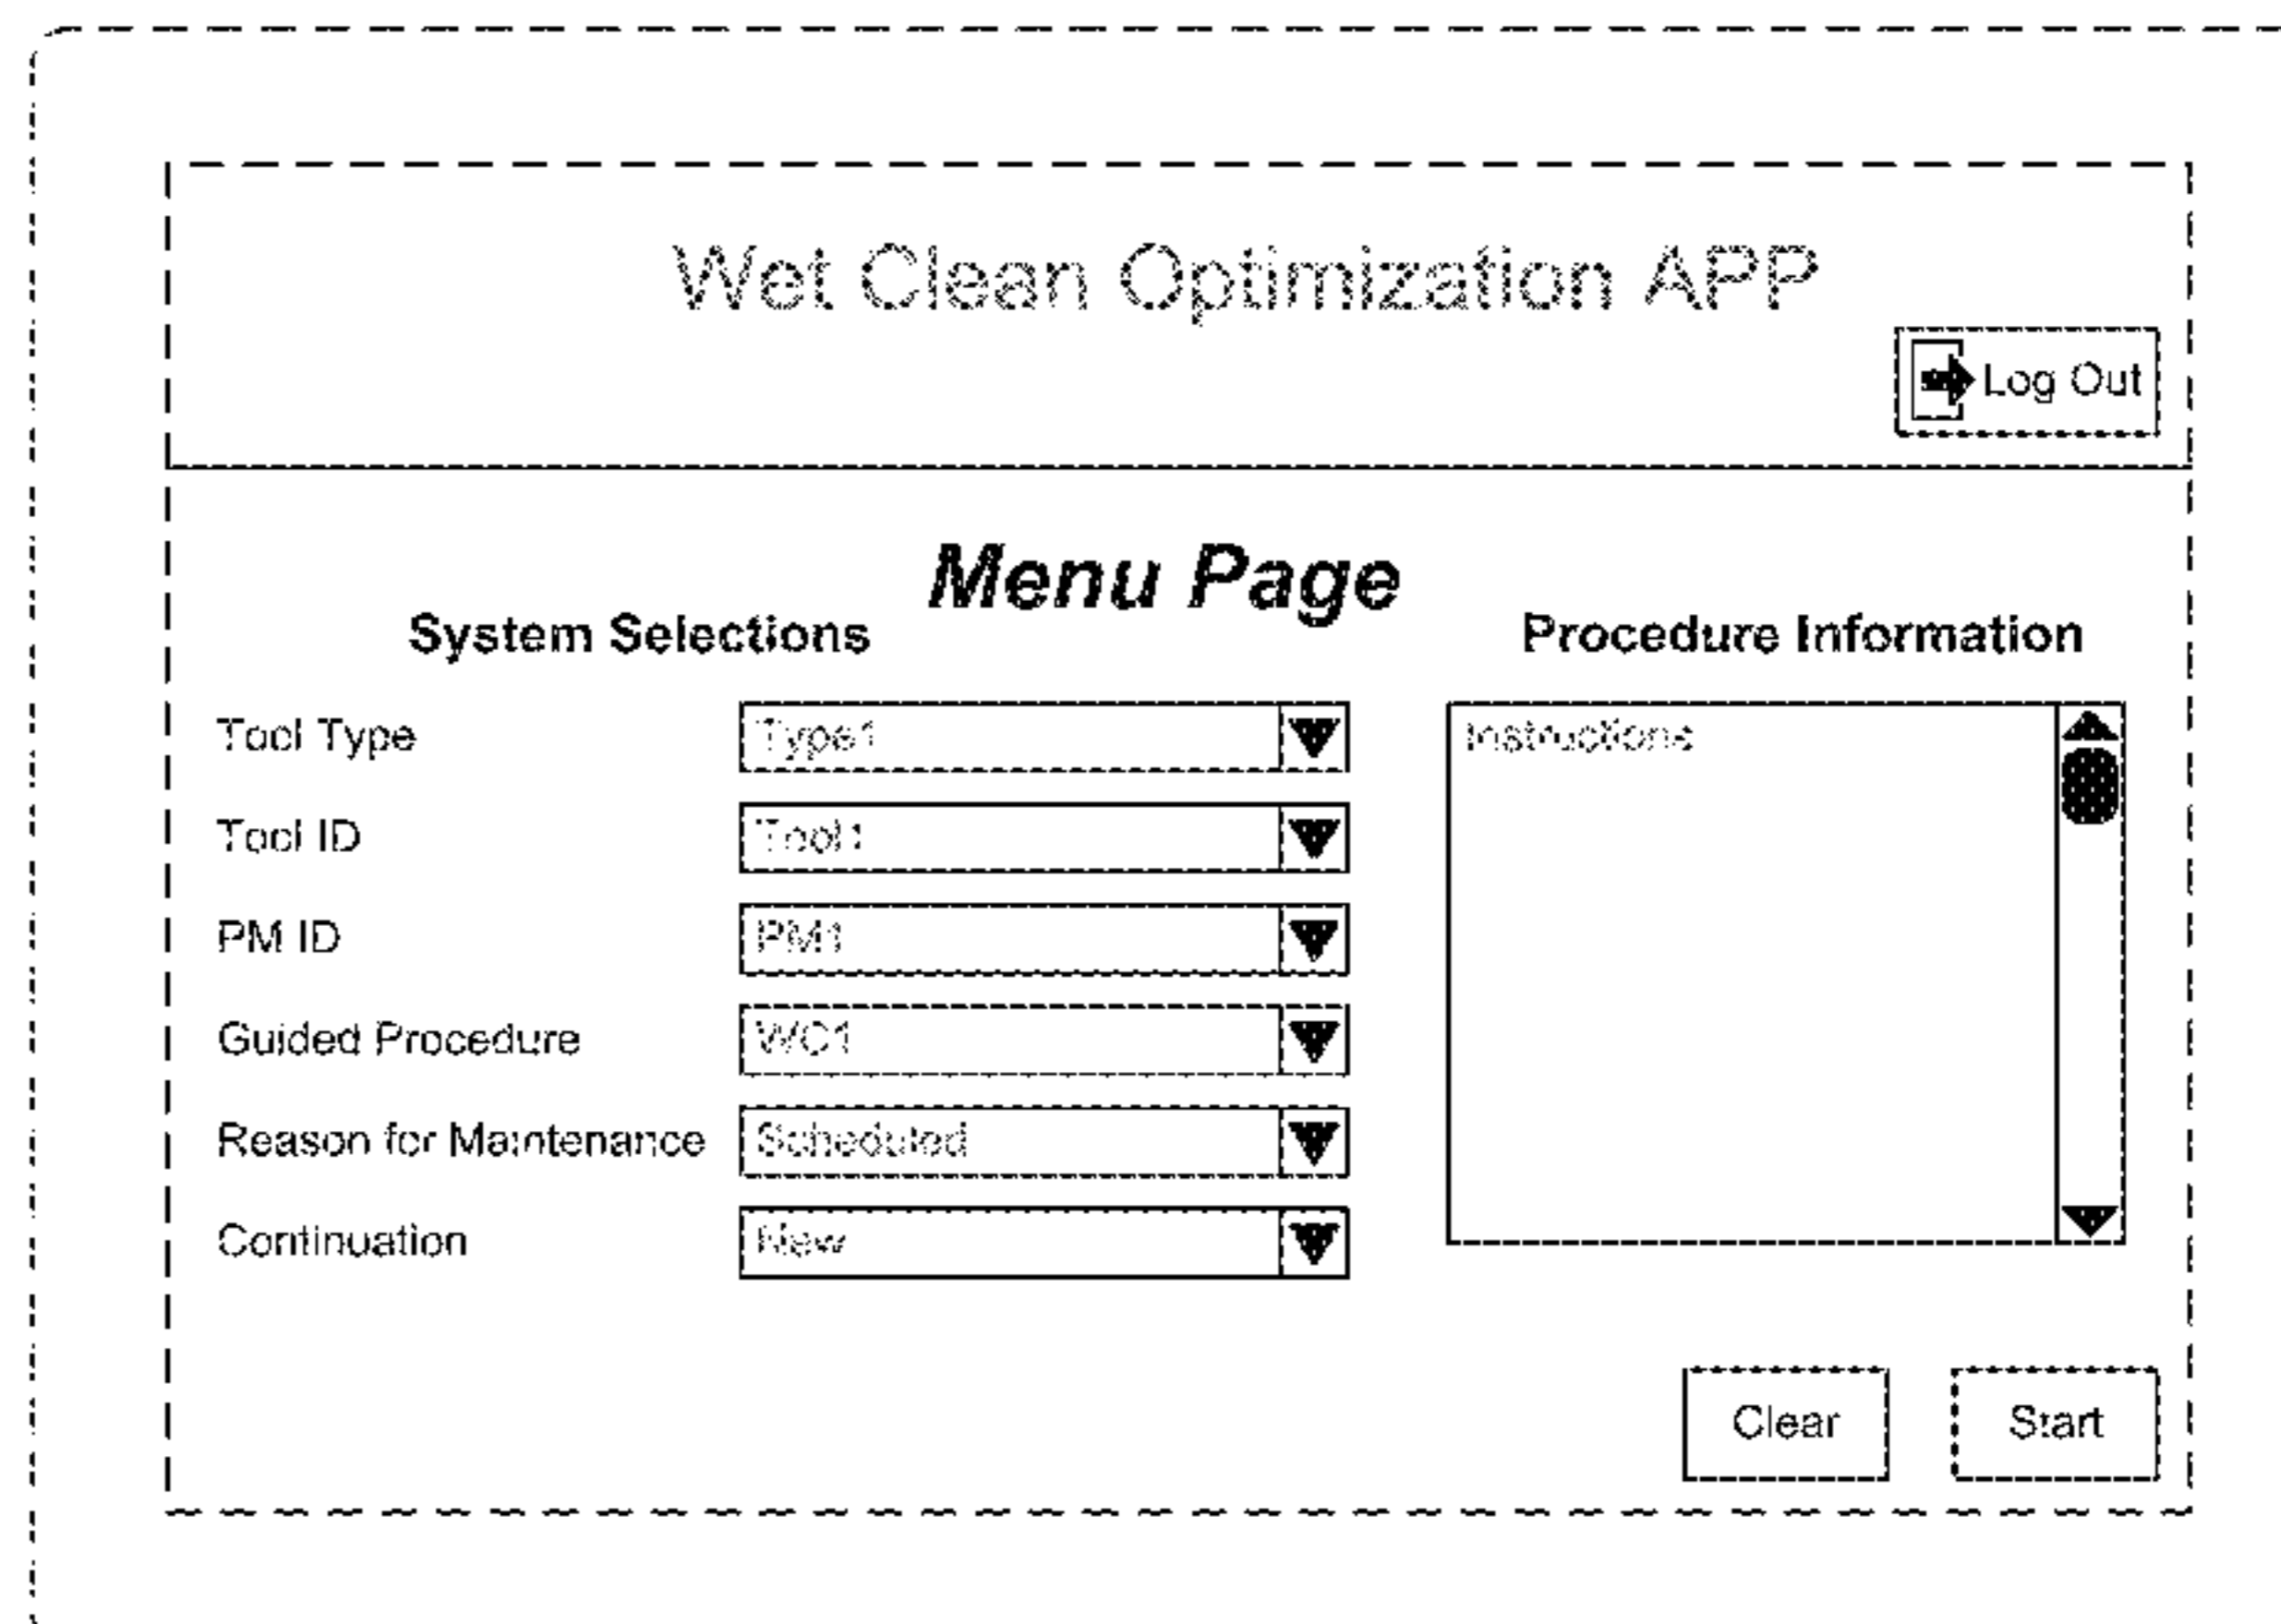 Wet Clean Optimization APP
Log Out
Menu Page
System Selections
Procedure Information
Tool Type
Type1
Instructions
Tool ID
Tool1
PM ID
PM1
Guided Procedure
WC1
Reason for Maintenance
Scheduled
Continuation
New
Clear
Start